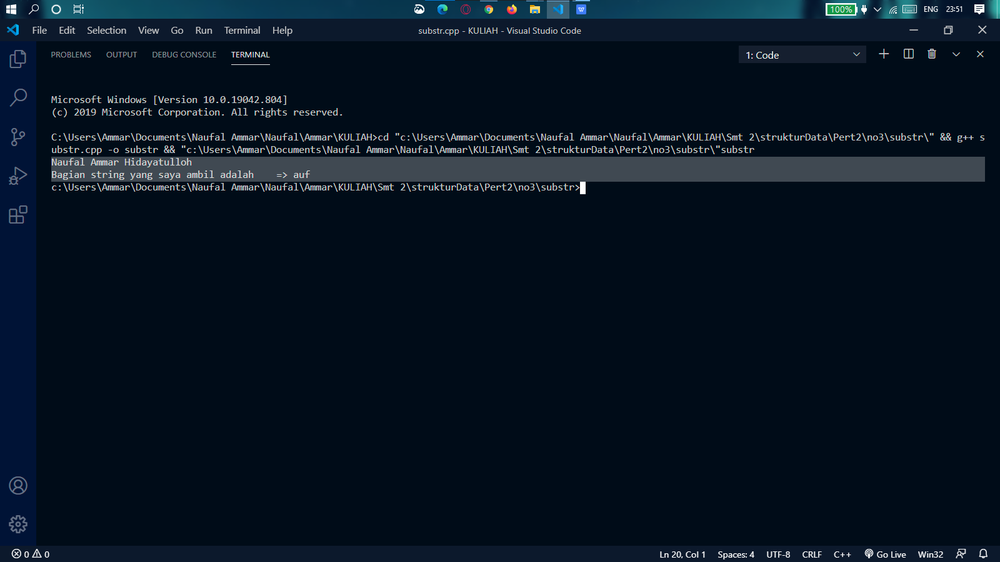 100%
ENG
23:51
File Edit Selection View Go Run Terminal Help
substr.cpp - KULIAH - Visual Studio Code
PROBLEMS OUTPUT DEBUG CONSOLE TERMINAL
1: Code
Microsoft Windows [Version 10.0.19042.804]
(c) 2019 Microsoft Corporation. All rights reserved.
C:\Users\Ammar\Documents\Naufal Ammar\Naufal\Ammar\KULIAH>cd "c:\Users\Ammar\Documents\Naufal Ammar\Naufal\Ammar\KULIAH\Smt 2\strukturData\Pert2\no3\substr\" && g++ s
ubstr.cpp -o substr && "c:\Users\Ammar\Documents\Naufal Ammar\Naufal\Ammar\KULIAH\Smt 2\strukturData\Pert2\no3\substr\"substr
Naufal Ammar Hidayatulloh
Bagian string yang saya ambil adalah    => auf
c:\Users\Ammar\Documents\Naufal Ammar\Naufal\Ammar\KULIAH\Smt 2\strukturData\Pert2\no3\substr>
0 0
Ln 20, Col 1 Spaces: 4 UTF-8 CRLF C++ Go Live Win32